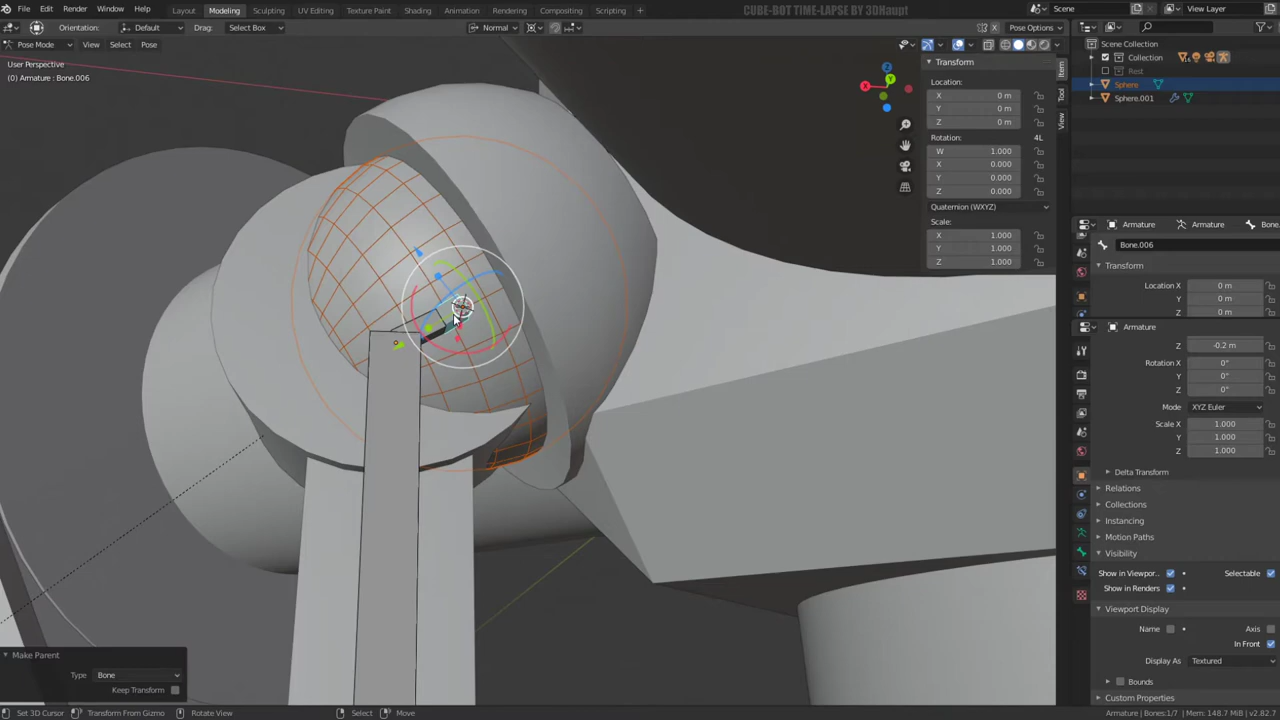 File Edit Render Window Help
Layout Modeling Sculpting UV Editing Texture Paint Shading Animation Rendering Compositing Scripting
CUBE-BOT TIME-LAPSE BY 3DHaupt
Scene View Layer
Orientation: Default Drag: Select Box Normal Pose Options
Pose Mode View Select Pose
User Perspective
(0) Armature : Bone.006
X Y Z
Transform
Location:
X 0 m
Y 0 m
Z 0 m
Rotation: 4L
W 1.000
X 0.000
Y 0.000
Z 0.000
Quaternion (WXYZ)
Scale:
X 1.000
Y 1.000
Z 1.000
Item
Tool
View
Scene Collection
Collection
Rest
Sphere
Sphere.001
Armature Armature Bone.
Bone.006
Transform
Location X 0 m
Y 0 m
Z 0 m
Armature
Z -0.2 m
Rotation X 0°
Y 0°
Z 0°
Mode XYZ Euler
Scale X 1.000
Y 1.000
Z 1.000
Delta Transform
Relations
Collections
Instancing
Motion Paths
Visibility
Show in Viewpor.. Selectable
Show in Renders
Viewport Display
Name Axis
In Front
Display As Textured
Bounds
Custom Properties
Make Parent
Type Bone
Keep Transform
Set 3D Cursor Transform From Gizmo Rotate View Select Move
Armature | Bones:1/7 | Mem: 148.7 MiB | v2.82.7